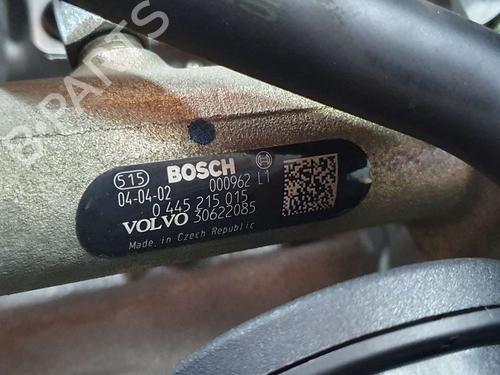 B-PARTS
515 BOSCH
04-04-02 000962 L1
0 445 215 015
VOLVO 30622085
Made in Czech Republic